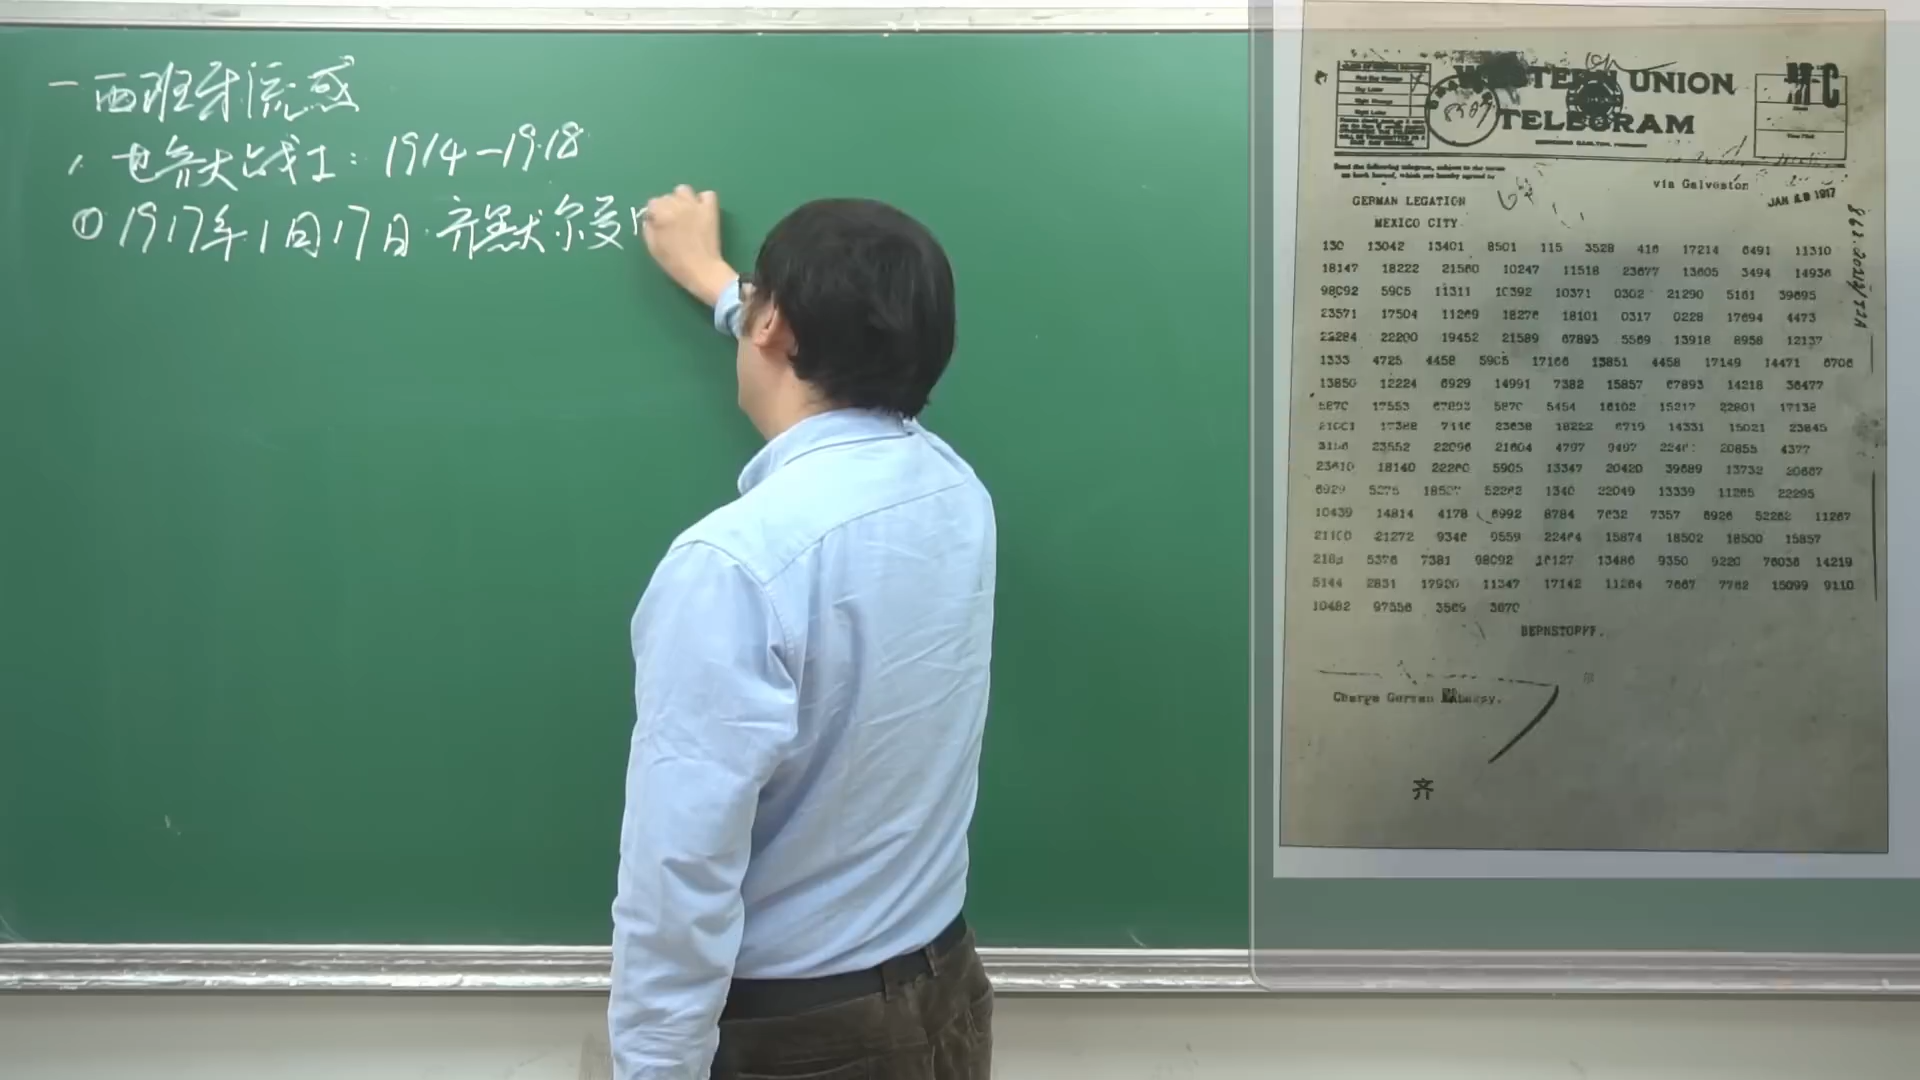 一 西班牙流感
1. 世界大战I: 1914-1918
① 1917年1月17日 齐默尔曼
WESTERN UNION
TELEGRAM
via Galveston
JAN 18 1917
GERMAN LEGATION
MEXICO CITY
130 13042 13401 8501 115 3528 416 17214 6491 11310
18147 18222 21560 10247 11518 23677 13605 3494 14936
98092 5905 11311 10392 10371 0302 21290 5161 39695
23571 17504 11269 18276 18101 0317 0228 17694 4473
22284 22200 19452 21589 67893 5569 13918 8958 12137
1333 4725 4458 5905 17166 13851 4458 17149 14471 6706
13850 12224 6929 14991 7382 15857 67893 14218 36477
5870 17553 67893 5870 5454 16102 15217 22801 17138
21001 17388 7446 23638 18222 6719 14331 15021 23845
23552 22096 21604 4797 9497 20855 4377
23610 18140 22260 5905 13347 20420 39689 13732 20667
6929 5275 52262 1340 22049 13339 11265 22295
10439 14814 4178 6992 8784 7632 7357 6926 52262 11267
21100 21272 9346 9559 22464 15874 18502 18500 15857
5376 7381 98092 16127 13486 9350 9220 76036 14219
5144 2831 17920 11347 17142 11264 7667 7762 15099 9110
10482 97556 3569 3670
BERNSTORFF.
Charge German Embassy.
尔
齐